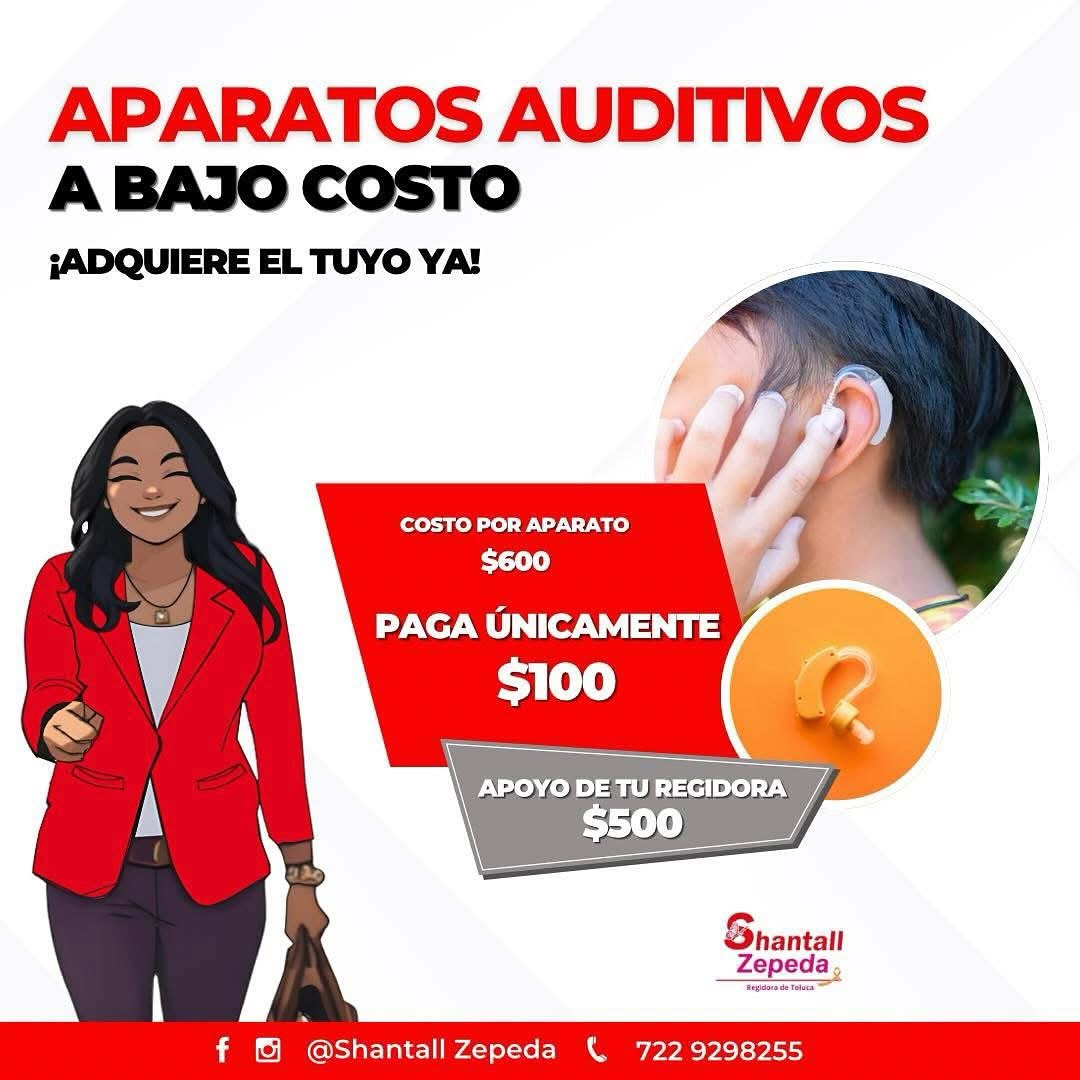 APARATOS AUDITIVOS
A BAJO COSTO
¡ADQUIERE EL TUYO YA!
COSTO POR APARATO
$600
PAGA ÚNICAMENTE
$100
APOYO DE TU REGIDORA
$500
Shantall
Zepeda
Regidora de Toluca
@Shantall Zepeda 722 9298255